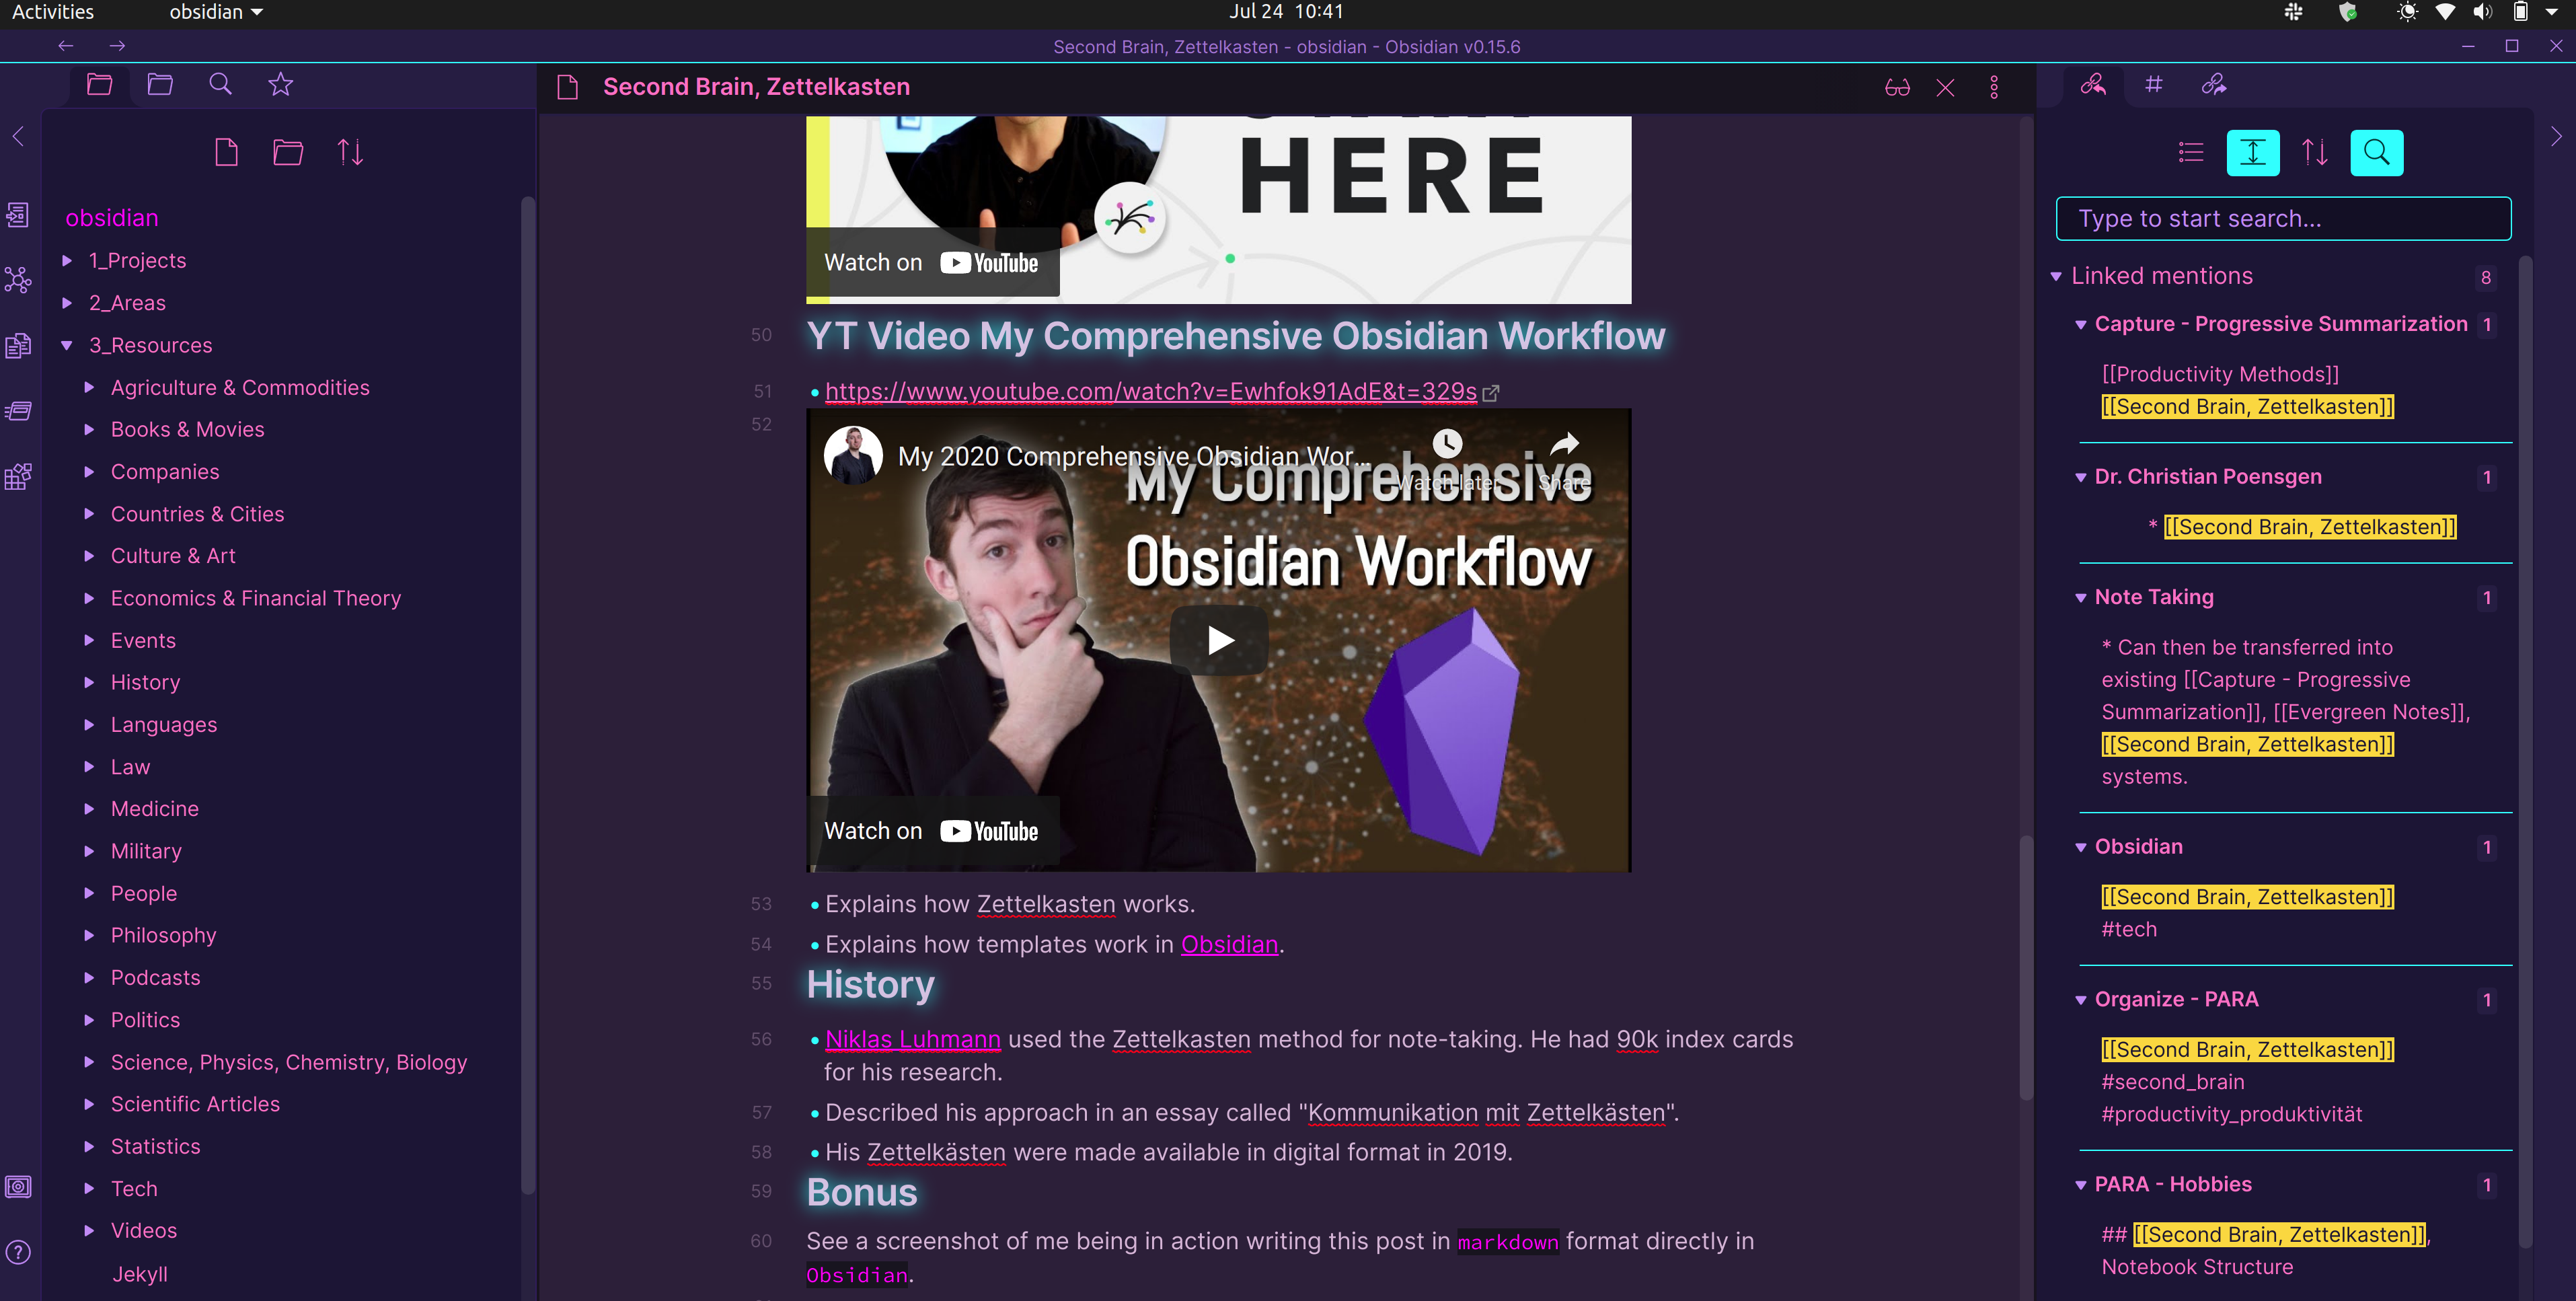 Activities
obsidian
Jul 24 10:41
Second Brain, Zettelkasten - obsidian - Obsidian v0.15.6
obsidian
1_Projects
2_Areas
3_Resources
Agriculture & Commodities
Books & Movies
Companies
Countries & Cities
Culture & Art
Economics & Financial Theory
Events
History
Languages
Law
Medicine
Military
People
Philosophy
Podcasts
Politics
Science, Physics, Chemistry, Biology
Scientific Articles
Statistics
Tech
Videos
Jekyll
Second Brain, Zettelkasten
HERE
Watch on YouTube
50 YT Video My Comprehensive Obsidian Workflow
51 • https://www.youtube.com/watch?v=Ewhfok91AdE&t=329s
52
My 2020 Comprehensive Obsidian Wor...
Watch later
Share
My Comprehensive
Obsidian Workflow
Watch on YouTube
53 • Explains how Zettelkasten works.
54 • Explains how templates work in Obsidian.
55 History
56 • Niklas Luhmann used the Zettelkasten method for note-taking. He had 90k index cards
for his research.
57 • Described his approach in an essay called "Kommunikation mit Zettelkästen".
58 • His Zettelkästen were made available in digital format in 2019.
59 Bonus
60 See a screenshot of me being in action writing this post in markdown format directly in
Obsidian.
#
Type to start search...
Linked mentions 8
Capture - Progressive Summarization 1
[[Productivity Methods]]
[[Second Brain, Zettelkasten]]
Dr. Christian Poensgen 1
* [[Second Brain, Zettelkasten]]
Note Taking 1
* Can then be transferred into
existing [[Capture - Progressive
Summarization]], [[Evergreen Notes]],
[[Second Brain, Zettelkasten]]
systems.
Obsidian 1
[[Second Brain, Zettelkasten]]
#tech
Organize - PARA 1
[[Second Brain, Zettelkasten]]
#second_brain
#productivity_produktivität
PARA - Hobbies 1
## [[Second Brain, Zettelkasten]],
Notebook Structure